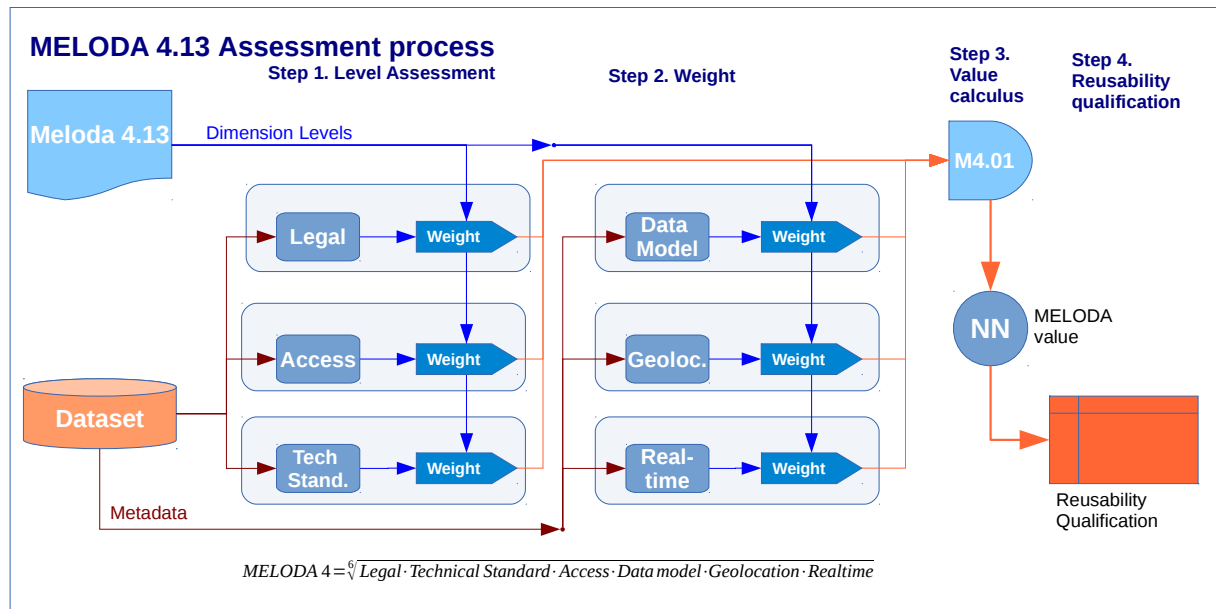 MELODA 4.13 Assessment process
Step 1. Level Assessment
Step 2. Weight
Step 3.
Value
calculus
Step 4.
Reusability
qualification
Meloda 4.13
Dimension Levels
M4.01
Legal
Weight
Data
Model
Weight
Access
Weight
Geoloc.
Weight
NN
MELODA
value
Dataset
Tech
Stand.
Weight
Real-
time
Weight
Metadata
Reusability
Qualification
MELODA 4=⁶√Legal·Technical Standard·Access·Data model·Geolocation·Realtime